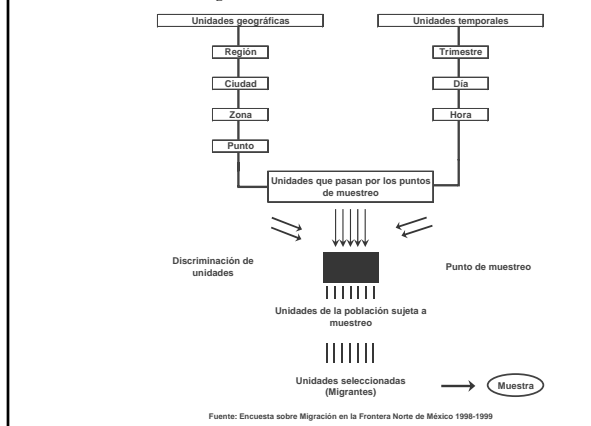 Unidades geográficas
Unidades temporales
Región
Trimestre
Ciudad
Día
Zona
Hora
Punto
Unidades que pasan por los puntos
de muestreo
Discriminación de
unidades
Punto de muestreo
Unidades de la población sujeta a
muestreo
Unidades seleccionadas
(Migrantes)
Muestra
Fuente: Encuesta sobre Migración en la Frontera Norte de México 1998-1999